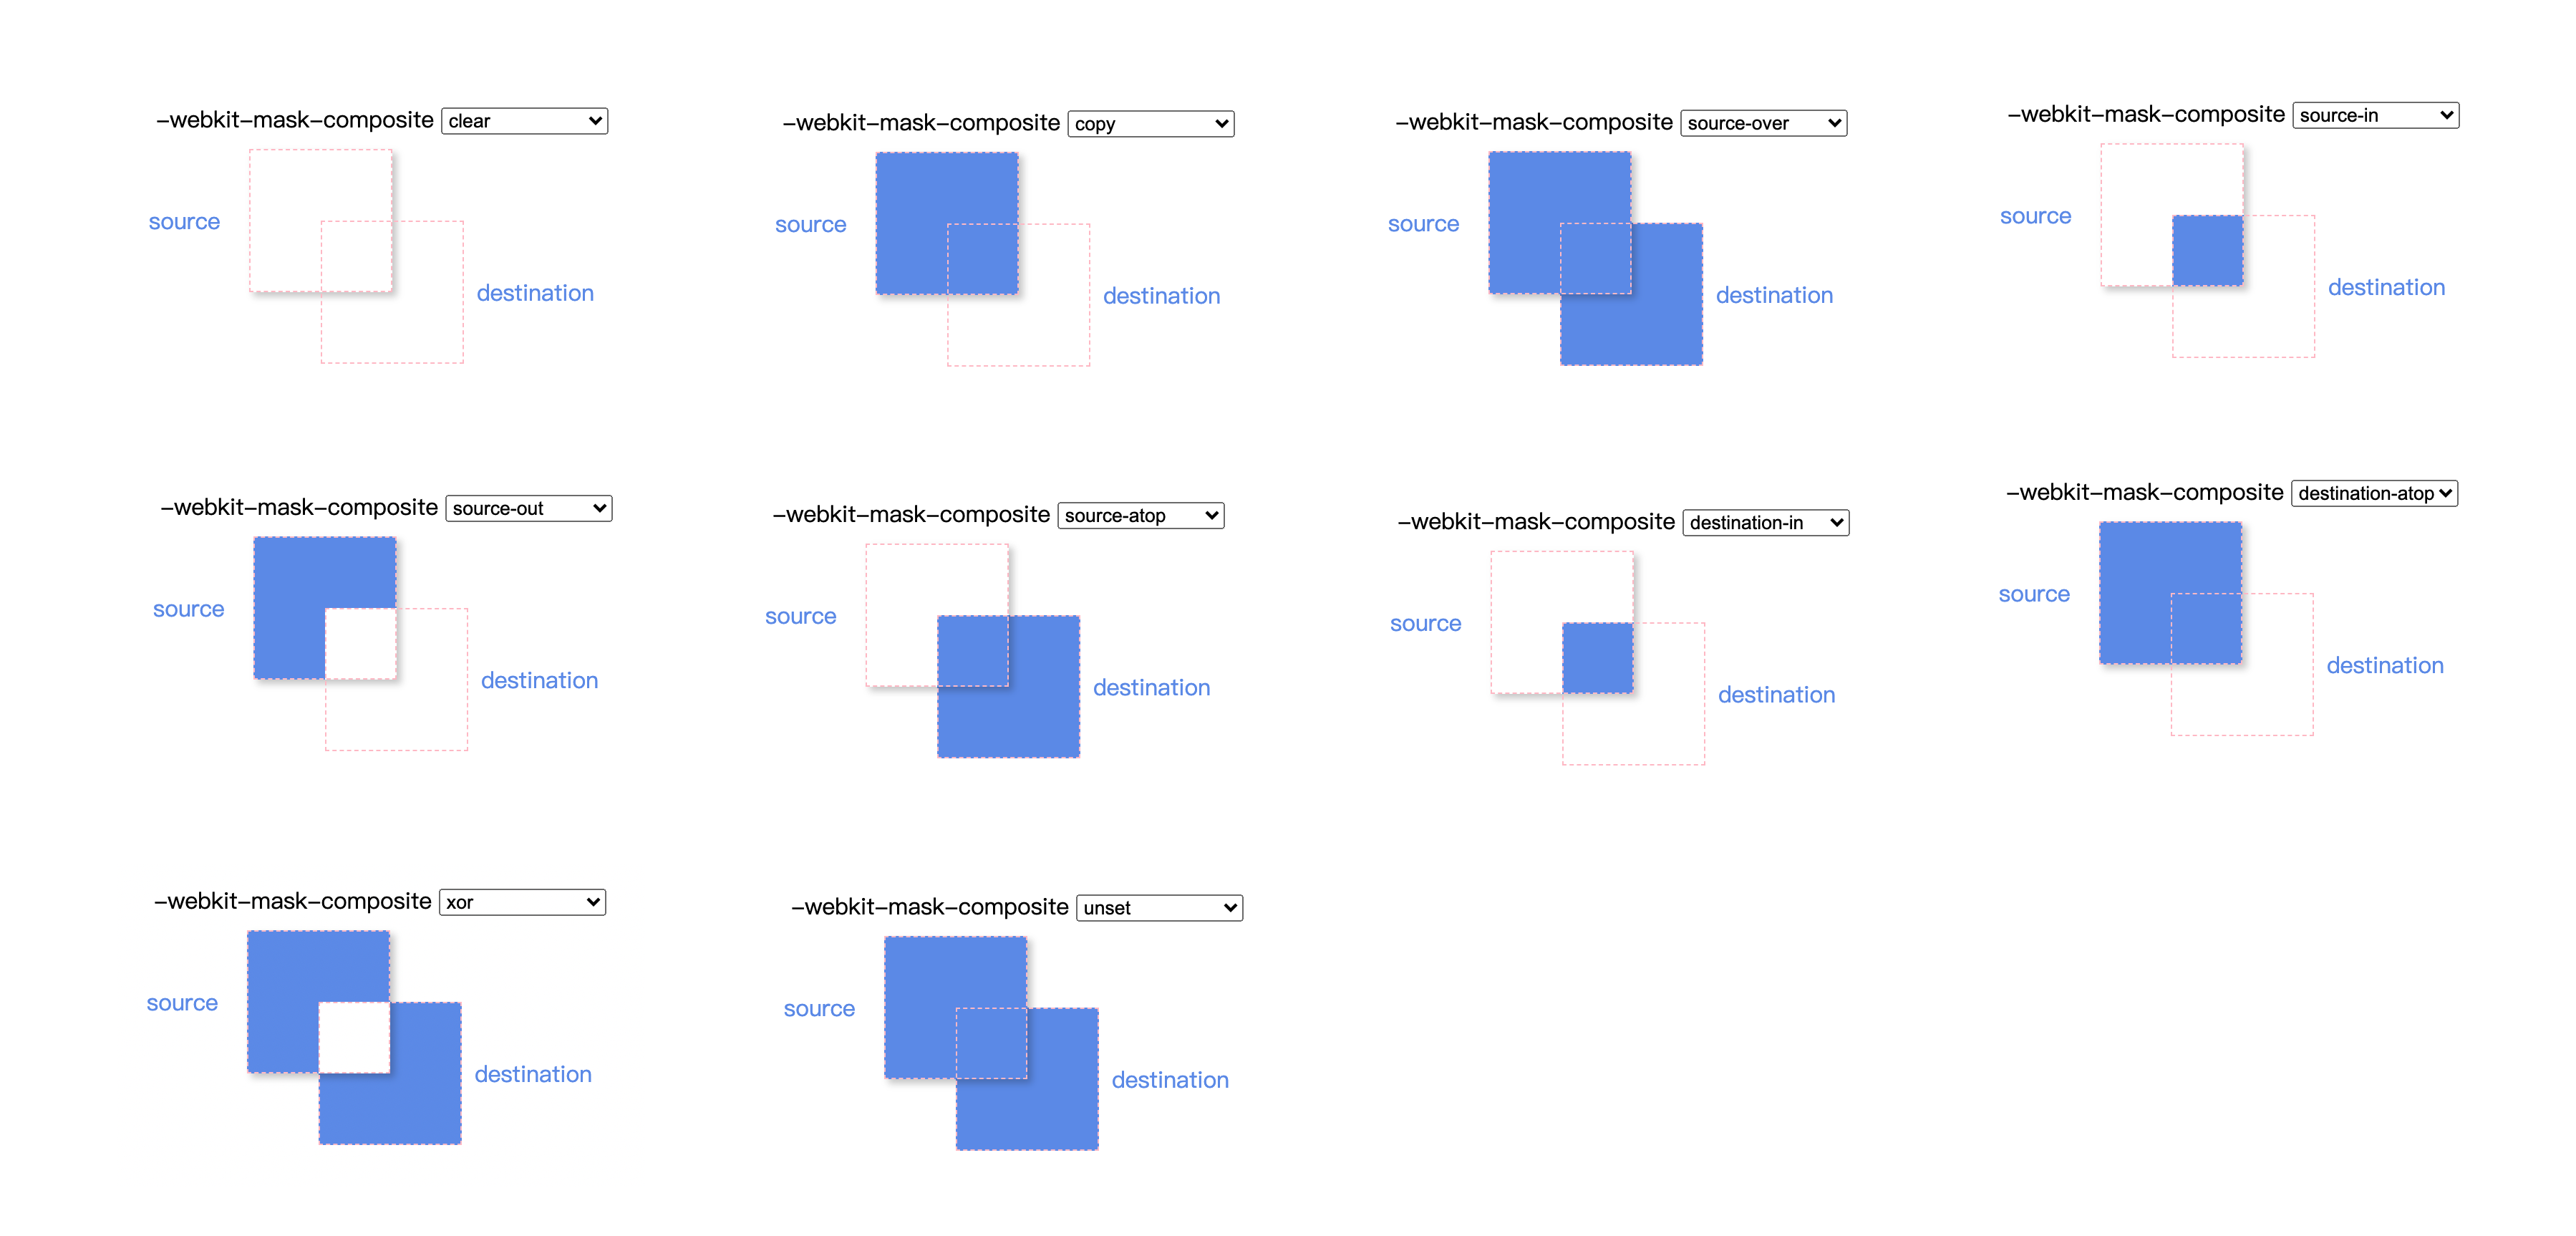 -webkit-mask-composite clear
source
destination
-webkit-mask-composite copy
source
destination
-webkit-mask-composite source-over
source
destination
-webkit-mask-composite source-in
source
destination
-webkit-mask-composite source-out
source
destination
-webkit-mask-composite source-atop
source
destination
-webkit-mask-composite destination-in
source
destination
-webkit-mask-composite destination-atop
source
destination
-webkit-mask-composite xor
source
destination
-webkit-mask-composite unset
source
destination